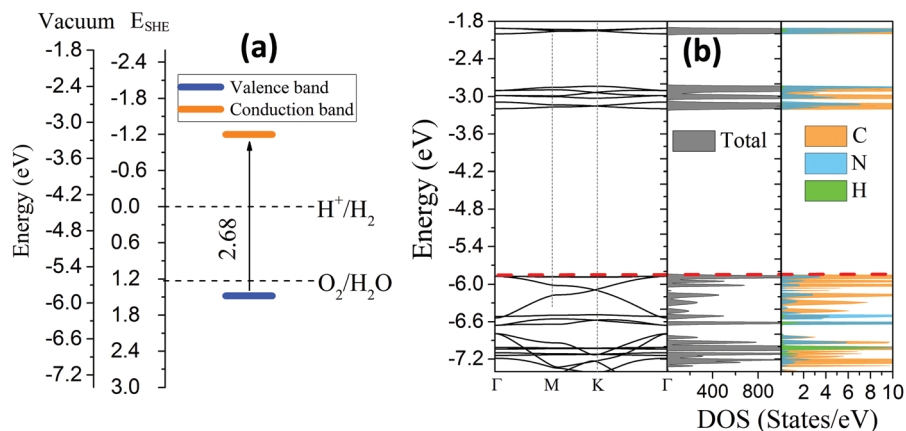 Vacuum E_SHE
(a)
-1.8
-2.4
-3.0
-3.6
-4.2
-4.8
-5.4
-6.0
-6.6
-7.2
Energy (eV)
-2.4
-1.8
-1.2
-0.6
0.0
0.6
1.2
1.8
2.4
3.0
Valence band
Conduction band
2.68
H⁺/H₂
O₂/H₂O
(b)
-1.8
-2.4
-3.0
-3.6
-4.2
-4.8
-5.4
-6.0
-6.6
-7.2
Energy (eV)
Γ M K Γ
Total
400 800
C
N
H
2 4 6 8 10
DOS (States/eV)